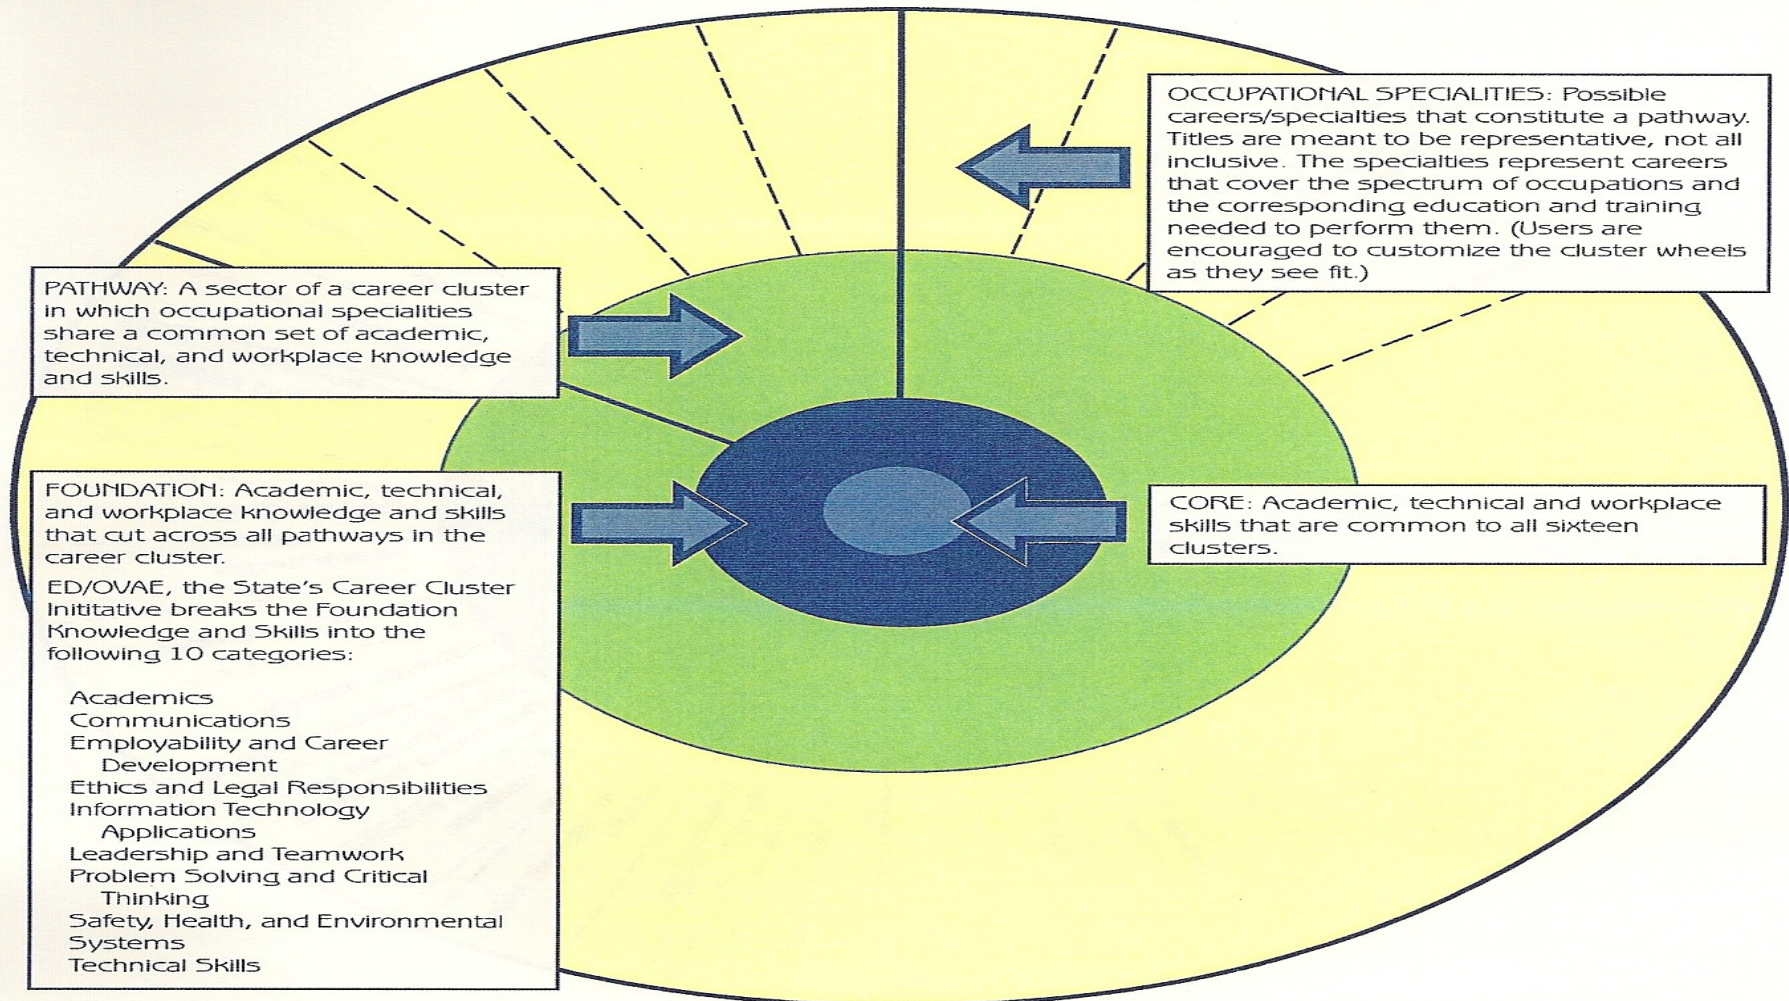 OCCUPATIONAL SPECIALITIES: Possible
careers/specialties that constitute a pathway.
Titles are meant to be representative, not all
inclusive. The specialties represent careers
that cover the spectrum of occupations and
the corresponding education and training
needed to perform them. (Users are
encouraged to customize the cluster wheels
as they see fit.)
PATHWAY: A sector of a career cluster
in which occupational specialities
share a common set of academic,
technical, and workplace knowledge
and skills.
FOUNDATION: Academic, technical,
and workplace knowledge and skills
that cut across all pathways in the
career cluster.
ED/OVAE, the State's Career Cluster
Inititative breaks the Foundation
Knowledge and Skills into the
following 10 categories:
Academics
Communications
Employability and Career
Development
Ethics and Legal Responsibilities
Information Technology
Applications
Leadership and Teamwork
Problem Solving and Critical
Thinking
Safety, Health, and Environmental
Systems
Technical Skills
CORE: Academic, technical and workplace
skills that are common to all sixteen
clusters.